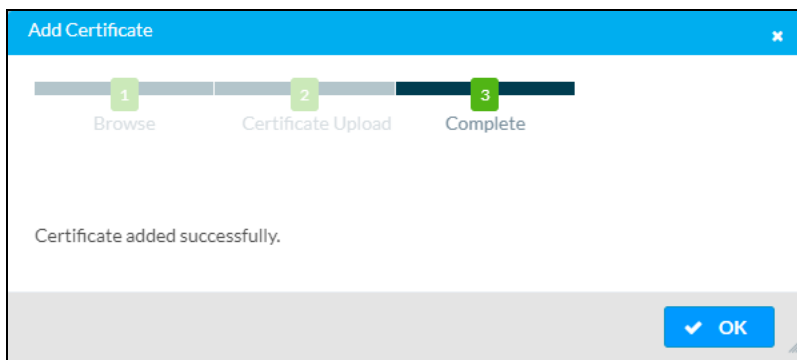 Add Certificate
1 2 3
Browse Certificate Upload Complete
Certificate added successfully.
OK